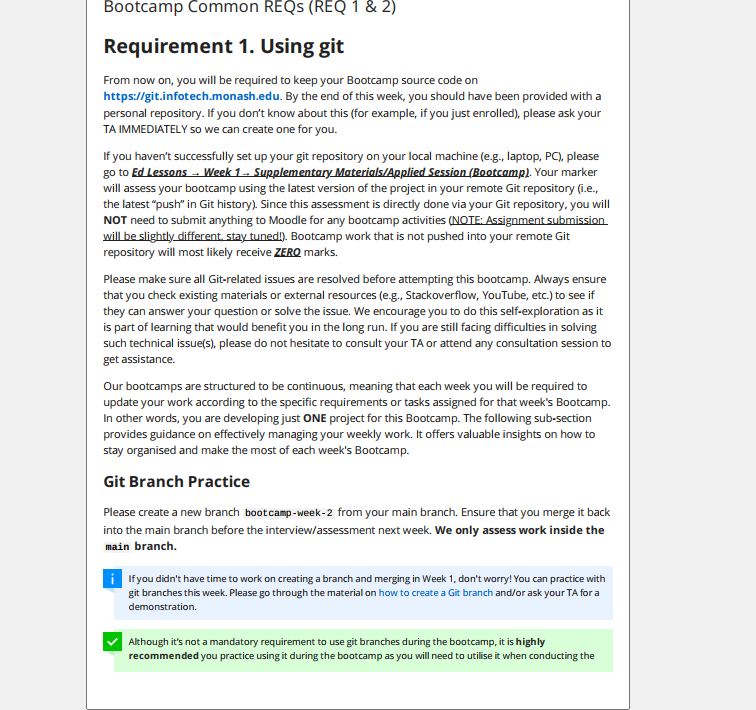 Bootcamp Common REQs (REQ 1 & 2)
Requirement 1. Using git
From now on, you will be required to keep your Bootcamp source code on
https://git.infotech.monash.edu. By the end of this week, you should have been provided with a
personal repository. If you don't know about this (for example, if you just enrolled), please ask your
TA IMMEDIATELY so we can create one for you.
If you haven't successfully set up your git repository on your local machine (e.g., laptop, PC), please
go to Ed Lessons → Week 1→ Supplementary Materials/Applied Session (Bootcamp). Your marker
will assess your bootcamp using the latest version of the project in your remote Git repository (i.e.,
the latest "push" in Git history). Since this assessment is directly done via your Git repository, you will
NOT need to submit anything to Moodle for any bootcamp activities (NOTE: Assignment submission
will be slightly different, stay tuned!). Bootcamp work that is not pushed into your remote Git
repository will most likely receive ZERO marks.
Please make sure all Git-related issues are resolved before attempting this bootcamp. Always ensure
that you check existing materials or external resources (e.g., Stackoverflow, YouTube, etc.) to see if
they can answer your question or solve the issue. We encourage you to do this self-exploration as it
is part of learning that would benefit you in the long run. If you are still facing difficulties in solving
such technical issue(s), please do not hesitate to consult your TA or attend any consultation session to
get assistance.
Our bootcamps are structured to be continuous, meaning that each week you will be required to
update your work according to the specific requirements or tasks assigned for that week's Bootcamp.
In other words, you are developing just ONE project for this Bootcamp. The following sub-section
provides guidance on effectively managing your weekly work. It offers valuable insights on how to
stay organised and make the most of each week's Bootcamp.
Git Branch Practice
Please create a new branch bootcamp-week-2 from your main branch. Ensure that you merge it back
into the main branch before the interview/assessment next week. We only assess work inside the
main branch.
If you didn't have time to work on creating a branch and merging in Week 1, don't worry! You can practice with
git branches this week. Please go through the material on how to create a Git branch and/or ask your TA for a
demonstration.
Although it's not a mandatory requirement to use git branches during the bootcamp, it is highly
recommended you practice using it during the bootcamp as you will need to utilise it when conducting the